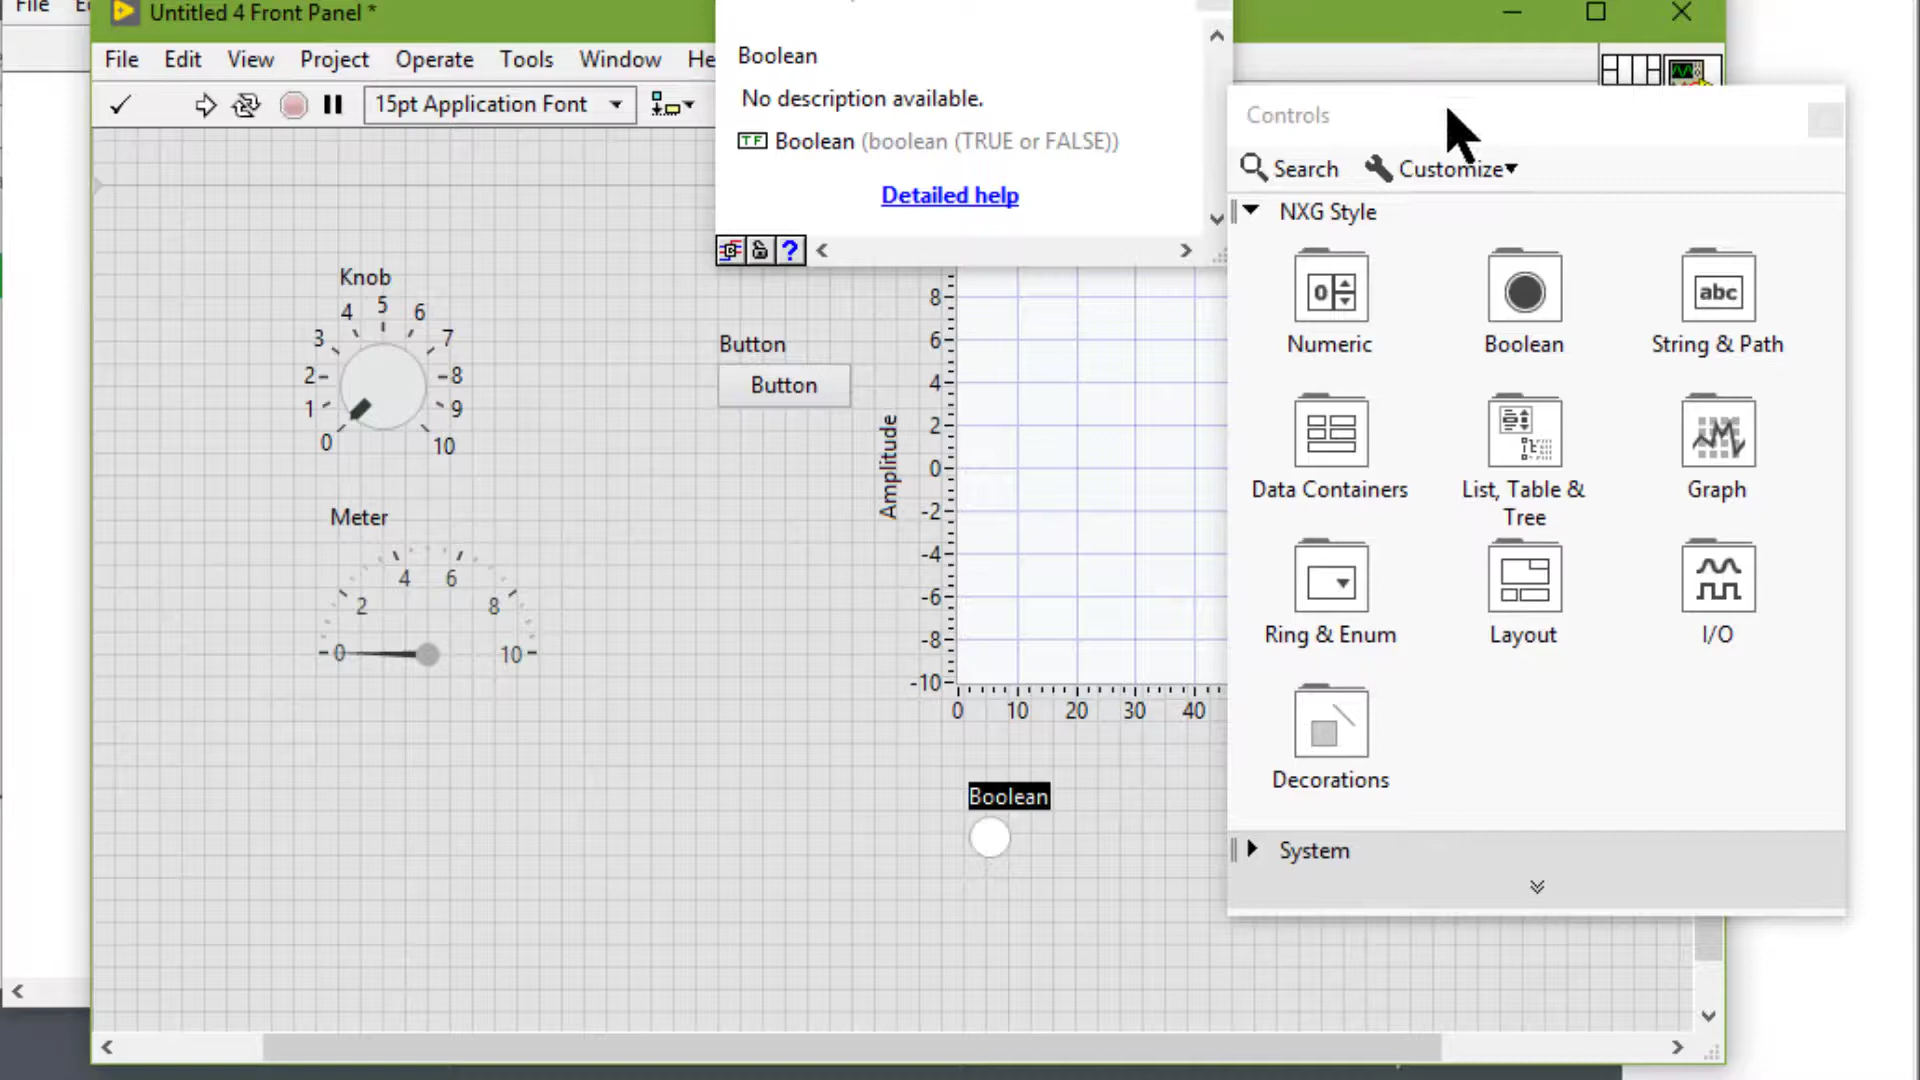 File
Untitled 4 Front Panel *
File Edit View Project Operate Tools Window He
15pt Application Font
Boolean
No description available.
TF Boolean (boolean (TRUE or FALSE))
Detailed help
?
Controls
Search Customize
NXG Style
Numeric Boolean String & Path
0 abc
Data Containers List, Table & Tree Graph
Ring & Enum Layout I/O
Decorations
System
Knob
0 1 2 3 4 5 6 7 8 9 10
Meter
0 2 4 6 8 10
Button
Button
Amplitude
8
6
4
2
0
-2
-4
-6
-8
-10
0 10 20 30 40
Boolean